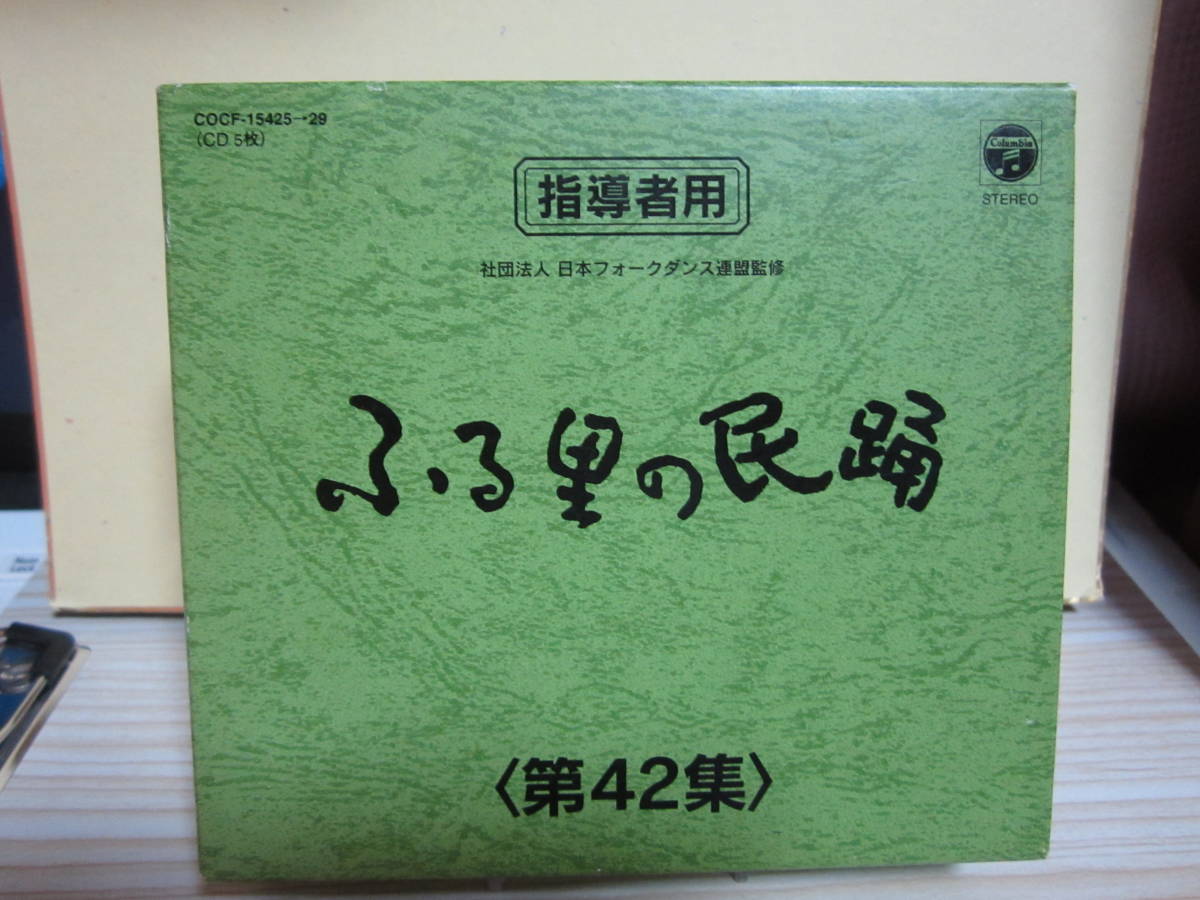 COCF-15425→29
(CD 5枚)
Columbia
STEREO
指導者用
社団法人 日本フォークダンス連盟監修
ふる里の民踊
〈第42集〉